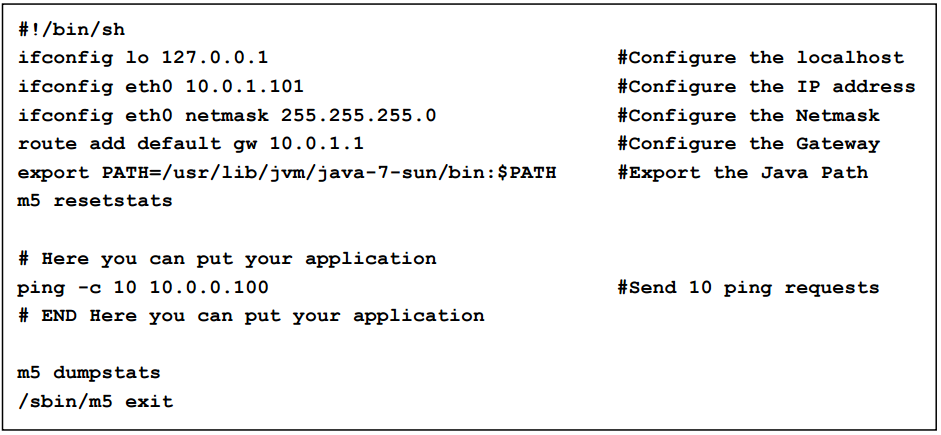 #!/bin/sh
ifconfig lo 127.0.0.1 #Configure the localhost
ifconfig eth0 10.0.1.101 #Configure the IP address
ifconfig eth0 netmask 255.255.255.0 #Configure the Netmask
route add default gw 10.0.1.1 #Configure the Gateway
export PATH=/usr/lib/jvm/java-7-sun/bin:$PATH #Export the Java Path
m5 resetstats
# Here you can put your application
ping -c 10 10.0.0.100 #Send 10 ping requests
# END Here you can put your application
m5 dumpstats
/sbin/m5 exit